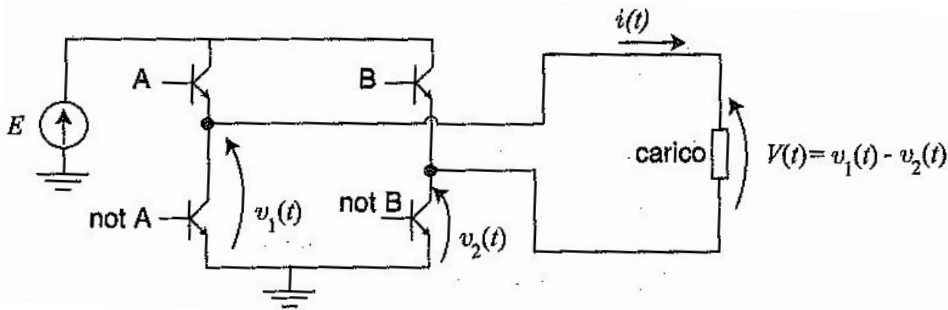 i(t)
A
B
E
carico
V(t) = v₁(t) - v₂(t)
not A
v₁(t)
not B
v₂(t)